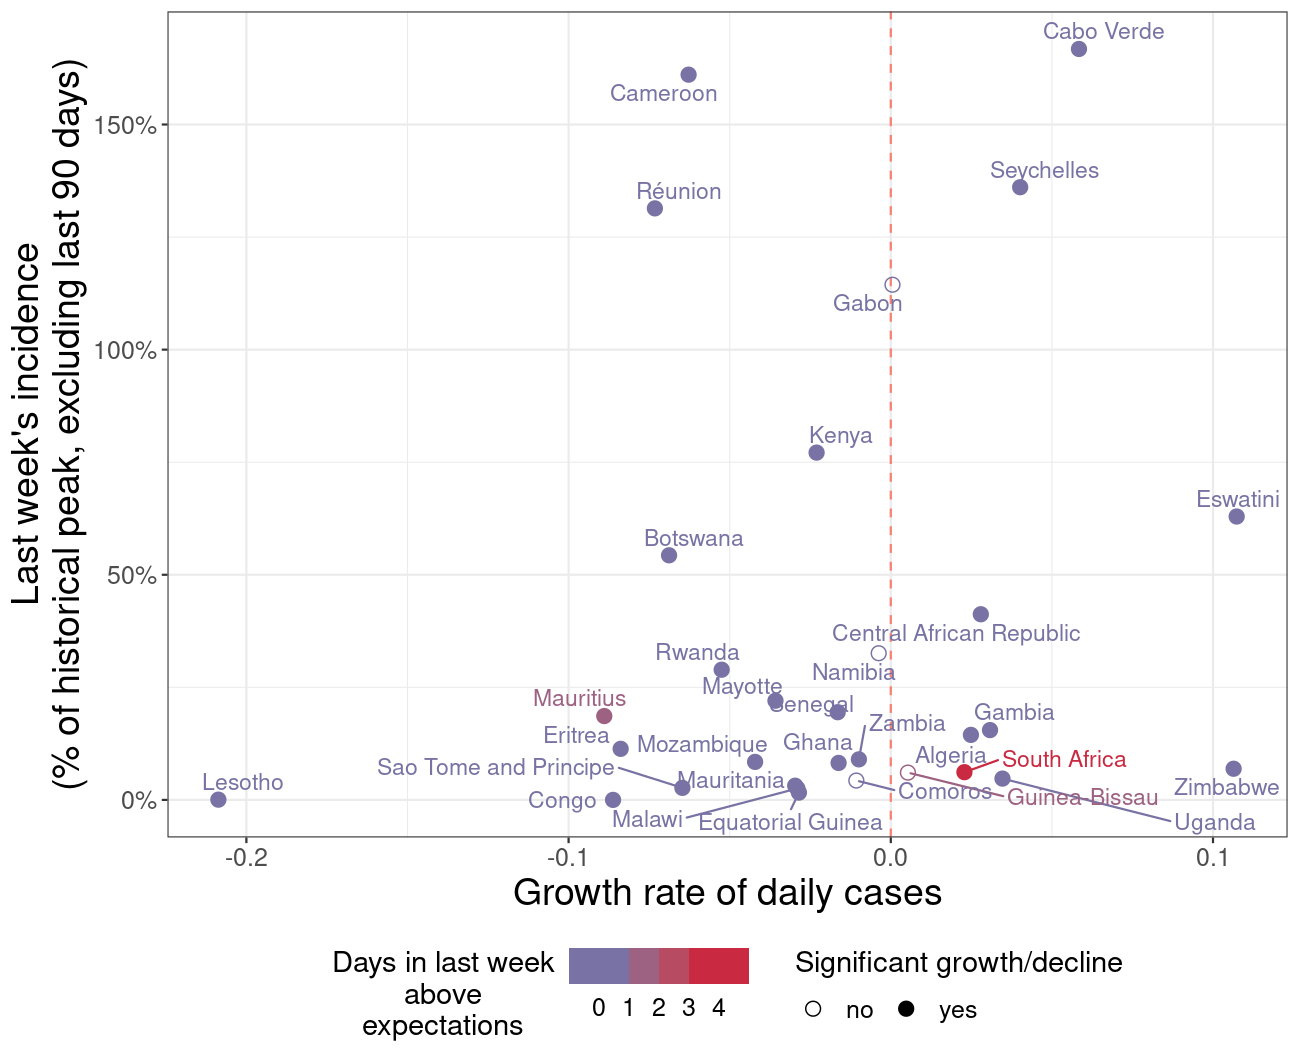 Cabo Verde
Cameroon
150%
Seychelles
Réunion
Gabon
100%
Kenya
Eswatini
Botswana
50%
Central African Republic
Rwanda
Namibia
Mayotte
Mauritius
Senegal
Gambia
Zambia
Eritrea
Mozambique
Ghana
Algeria
South Africa
Sao Tome and Principe
Lesotho
Mauritania
Zimbabwe
Comoros
Guinea-Bissau
0%
Congo
Malawi
Equatorial Guinea
Uganda
-0.2
-0.1
0.0
0.1
Last week's incidence
(% of historical peak, excluding last 90 days)
Growth rate of daily cases
Days in last week
above
expectations
0 1 2 3 4
Significant growth/decline
no
yes